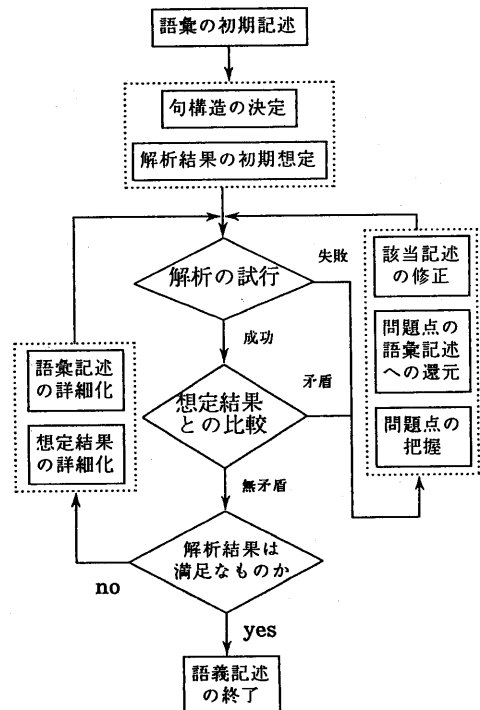 語彙の初期記述
句構造の決定
解析結果の初期想定
解析の試行
失敗
成功
該当記述
の修正
問題点の
語彙記述
への還元
問題点の
把握
語彙記述
の詳細化
想定結果
の詳細化
想定結果
との比較
矛盾
無矛盾
解析結果は
満足なものか
no
yes
語義記述
の終了